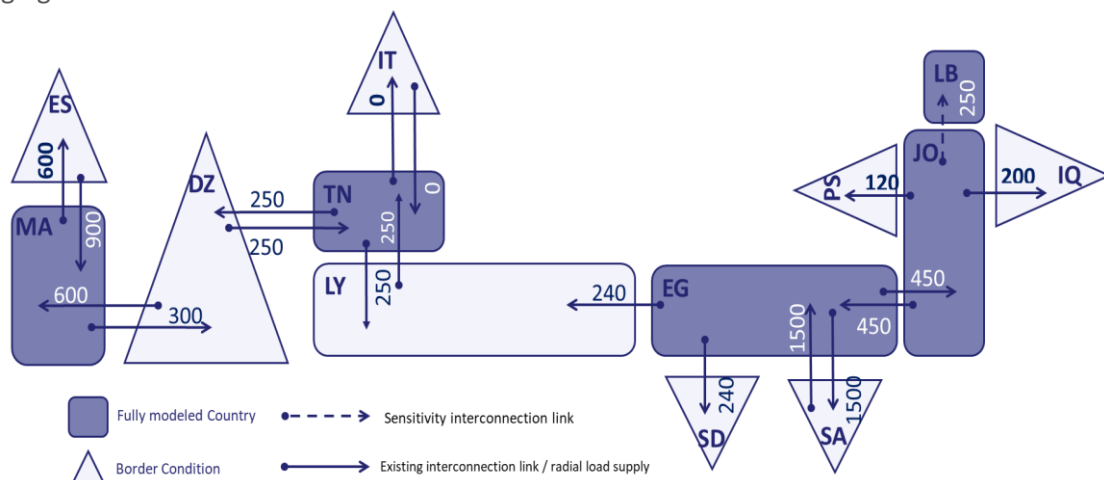 ging
ES
600
900
MA
600
300
DZ
250
250
IT
0
0
TN
250
250
LY
240
EG
240
SD
1500
1500
SA
450
450
LB
250
JO
PS
120
200
IQ
Fully modeled Country
Sensitivity interconnection link
Border Condition
Existing interconnection link / radial load supply